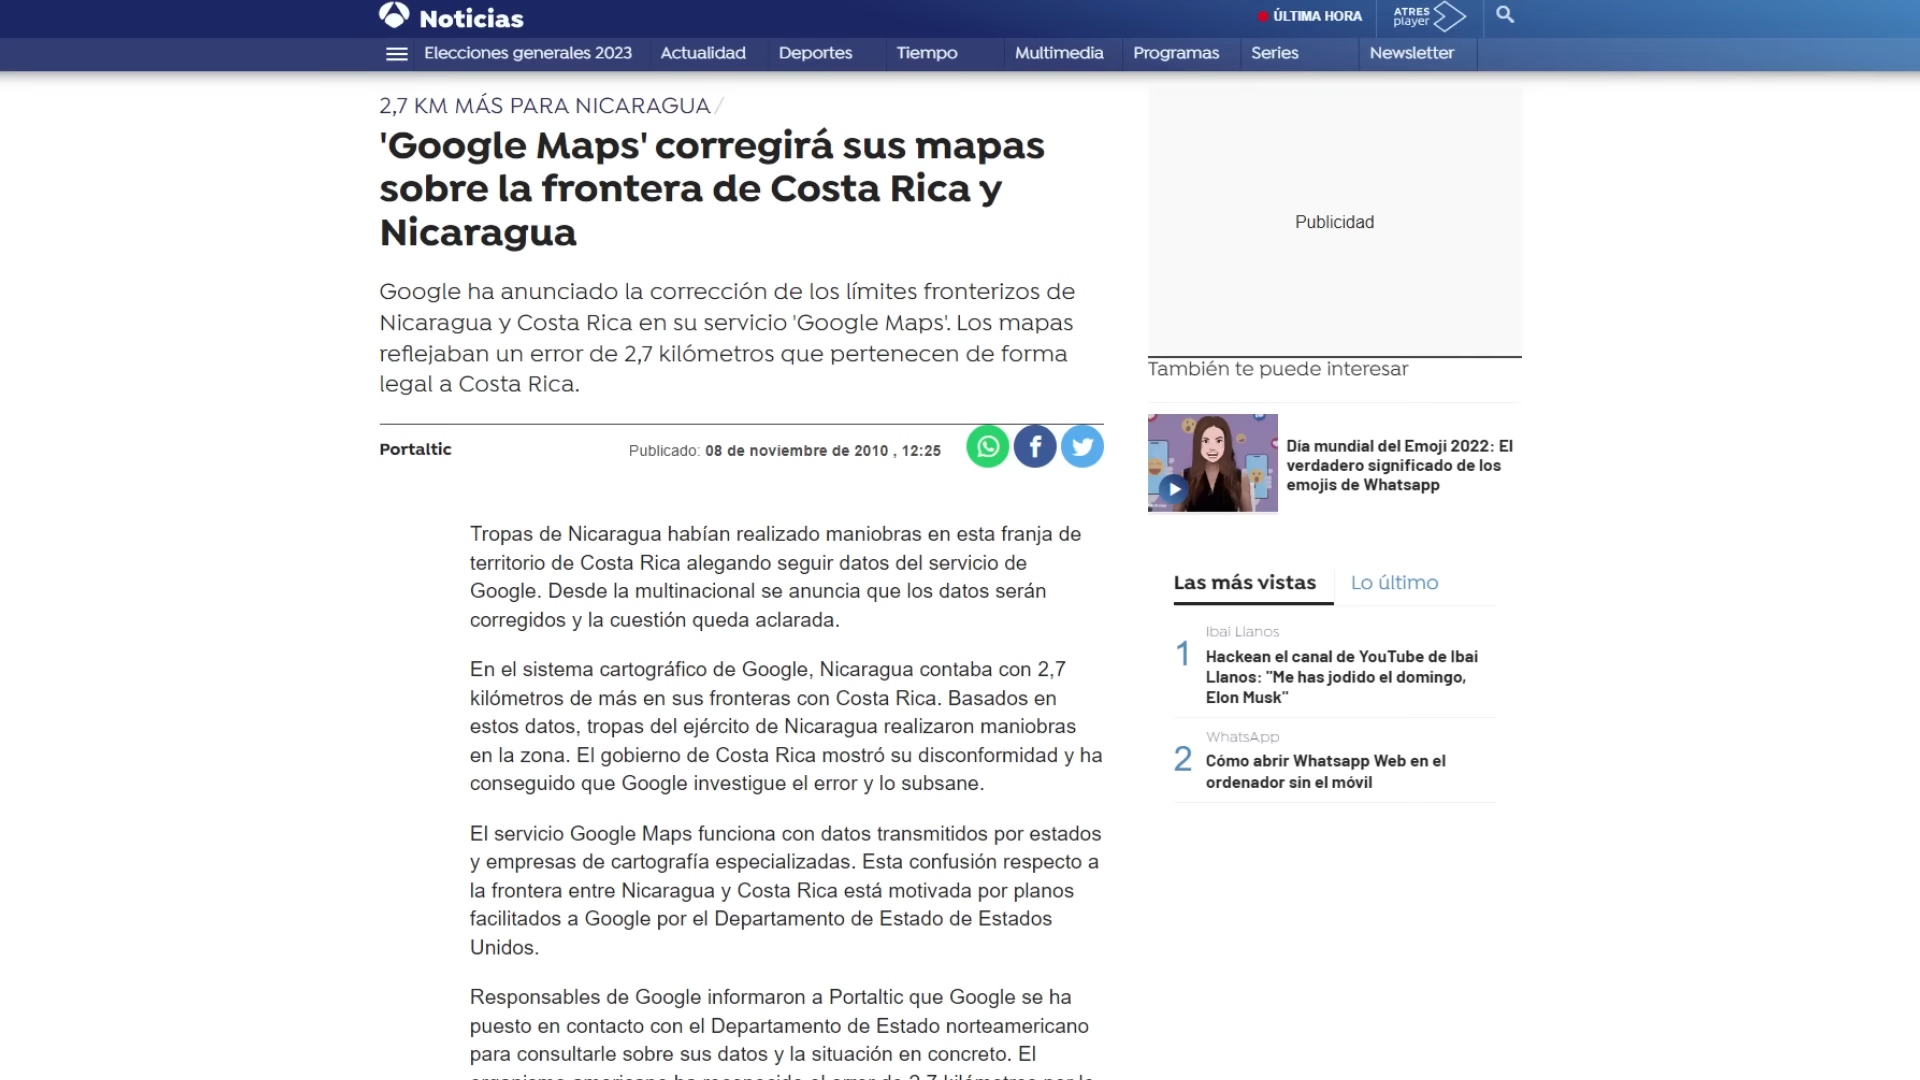 Noticias
ÚLTIMA HORA
ATRES
player
Elecciones generales 2023
Actualidad
Deportes
Tiempo
Multimedia
Programas
Series
Newsletter
2,7 KM MÁS PARA NICARAGUA /
'Google Maps' corregirá sus mapas
sobre la frontera de Costa Rica y
Nicaragua
Google ha anunciado la corrección de los límites fronterizos de
Nicaragua y Costa Rica en su servicio 'Google Maps'. Los mapas
reflejaban un error de 2,7 kilómetros que pertenecen de forma
legal a Costa Rica.
Portaltic
Publicado: 08 de noviembre de 2010 , 12:25
Tropas de Nicaragua habían realizado maniobras en esta franja de
territorio de Costa Rica alegando seguir datos del servicio de
Google. Desde la multinacional se anuncia que los datos serán
corregidos y la cuestión queda aclarada.
En el sistema cartográfico de Google, Nicaragua contaba con 2,7
kilómetros de más en sus fronteras con Costa Rica. Basados en
estos datos, tropas del ejército de Nicaragua realizaron maniobras
en la zona. El gobierno de Costa Rica mostró su disconformidad y ha
conseguido que Google investigue el error y lo subsane.
El servicio Google Maps funciona con datos transmitidos por estados
y empresas de cartografía especializadas. Esta confusión respecto a
la frontera entre Nicaragua y Costa Rica está motivada por planos
facilitados a Google por el Departamento de Estado de Estados
Unidos.
Responsables de Google informaron a Portaltic que Google se ha
puesto en contacto con el Departamento de Estado norteamericano
para consultarle sobre sus datos y la situación en concreto. El
organismo americano ha reconocido el error de 2,7 kilómetros por lo
Publicidad
También te puede interesar
Día mundial del Emoji 2022: El
verdadero significado de los
emojis de Whatsapp
Las más vistas
Lo último
Ibai Llanos
1
Hackean el canal de YouTube de Ibai
Llanos: "Me has jodido el domingo,
Elon Musk"
WhatsApp
2
Cómo abrir Whatsapp Web en el
ordenador sin el móvil